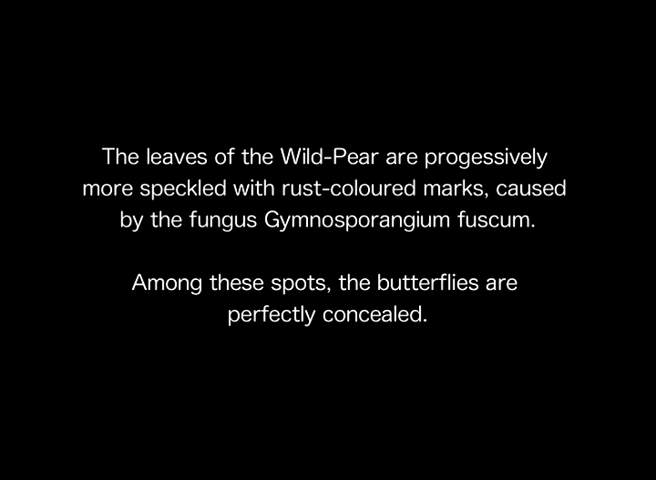 The leaves of the Wild-Pear are progessively
more speckled with rust-coloured marks, caused
by the fungus Gymnosporangium fuscum.
Among these spots, the butterflies are
perfectly concealed.